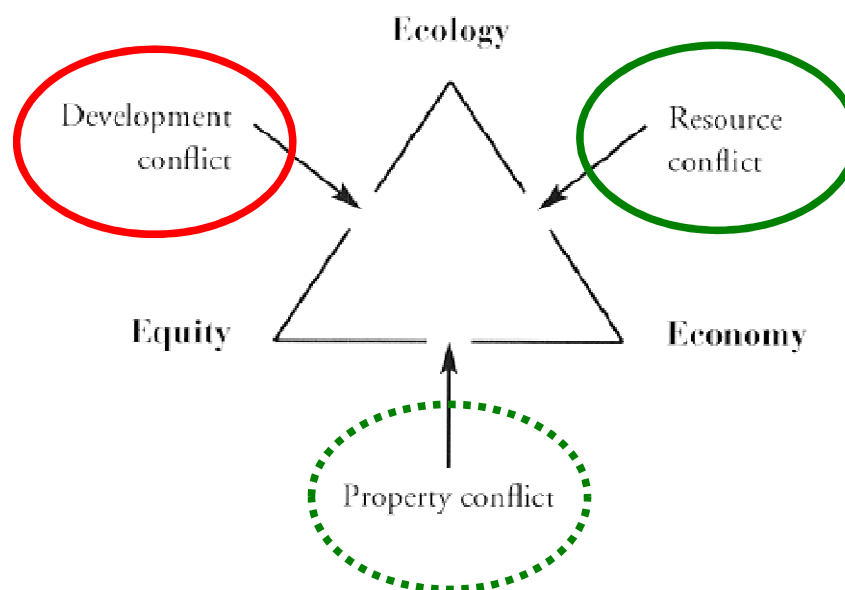 Ecology
Development
conflict
Resource
conflict
Equity
Economy
Property conflict